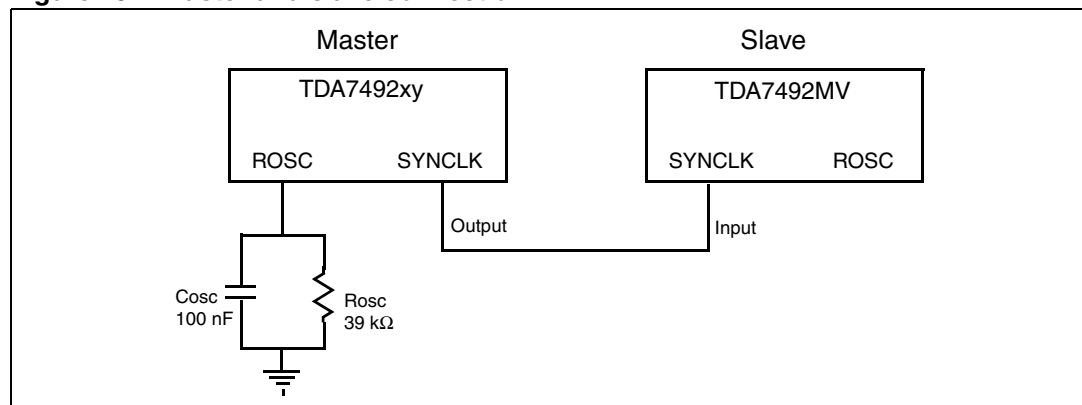 Master Slave
TDA7492xy TDA7492MV
ROSC SYNCLK SYNCLK ROSC
Output Input
Cosc
100 nF
Rosc
39 kΩ